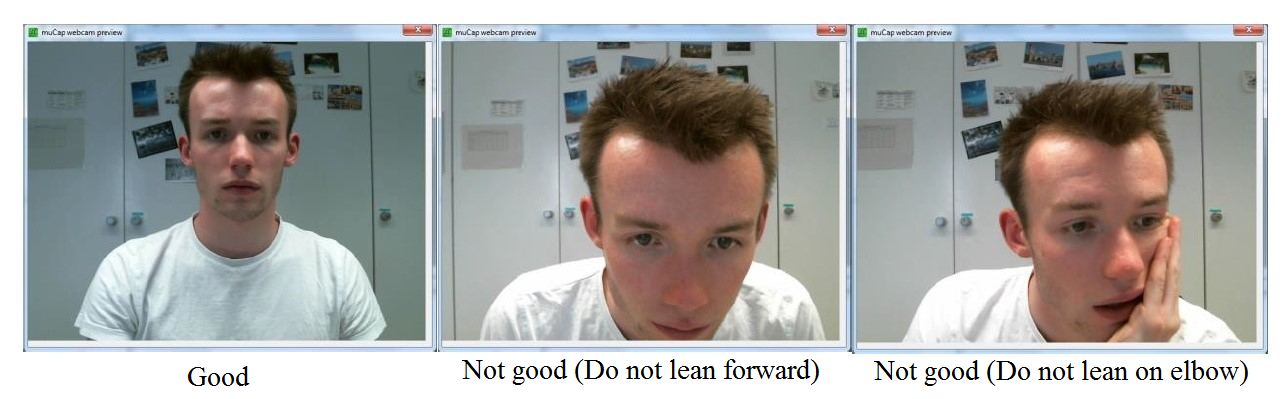 muCap webcam preview
muCap webcam preview
muCap webcam preview
Good
Not good (Do not lean forward)
Not good (Do not lean on elbow)